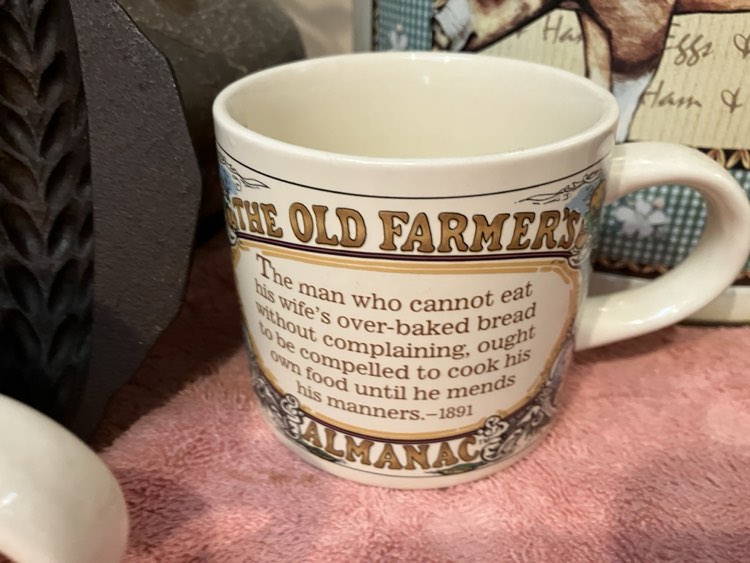 Ham
Eggs &
Ham &
THE OLD FARMER'S
The man who cannot eat
his wife's over-baked bread
without complaining, ought
to be compelled to cook his
own food until he mends
his manners.–1891
ALMANAC